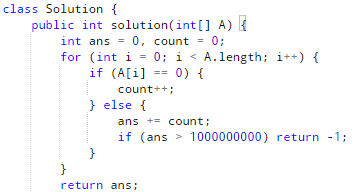 class Solution {
    public int solution(int[] A) {
        int ans = 0, count = 0;
        for (int i = 0; i < A.length; i++) {
            if (A[i] == 0) {
                count++;
            } else {
                ans += count;
                if (ans > 1000000000) return -1;
            }
        }
        return ans;